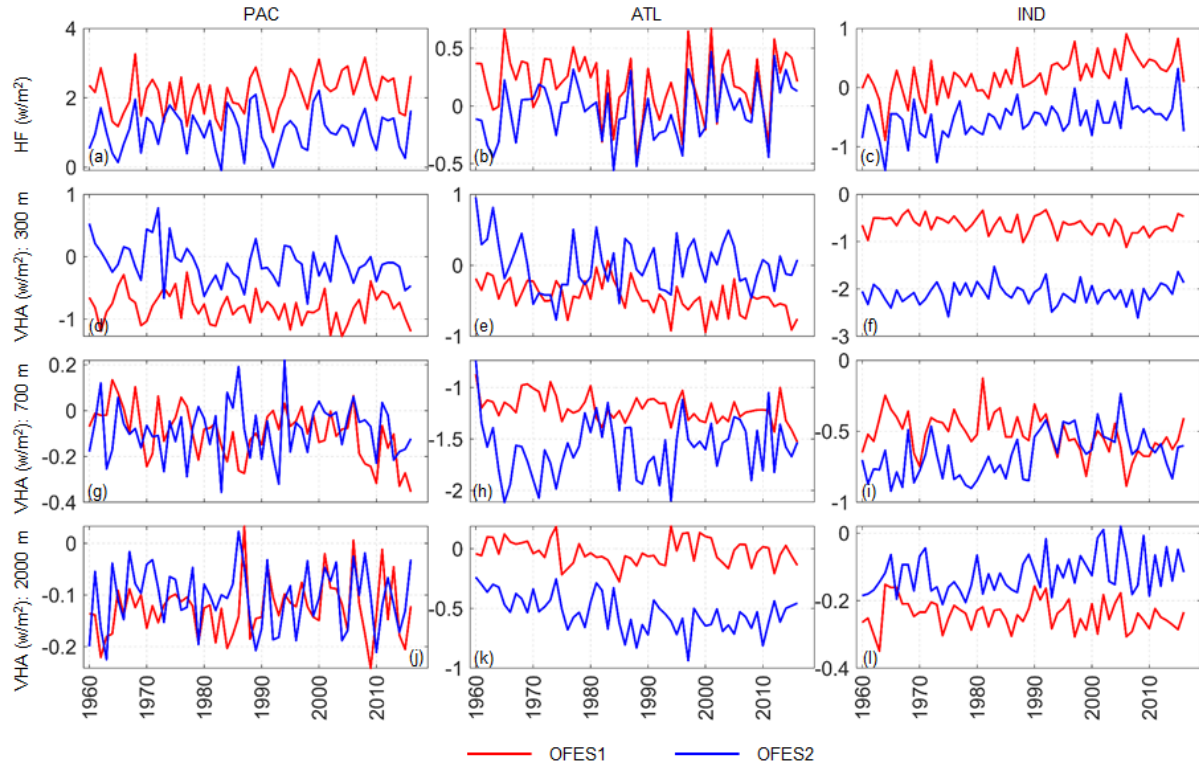 PAC ATL IND
HF (w/m²)
4
2
0
(a)
0.5
0
-0.5
(b)
1
0
-1
(c)
VHA (w/m²): 300 m
1
0
-1
(d)
1
0
-1
(e)
0
-1
-2
-3
(f)
VHA (w/m²): 700 m
0.2
0
-0.2
-0.4
(g)
-1
-1.5
-2
(h)
0
-0.5
-1
(i)
VHA (w/m²): 2000 m
0
-0.1
-0.2
(j)
0
-0.5
-1
(k)
0
-0.2
-0.4
(l)
1960 1970 1980 1990 2000 2010
1960 1970 1980 1990 2000 2010
1960 1970 1980 1990 2000 2010
OFES1 OFES2